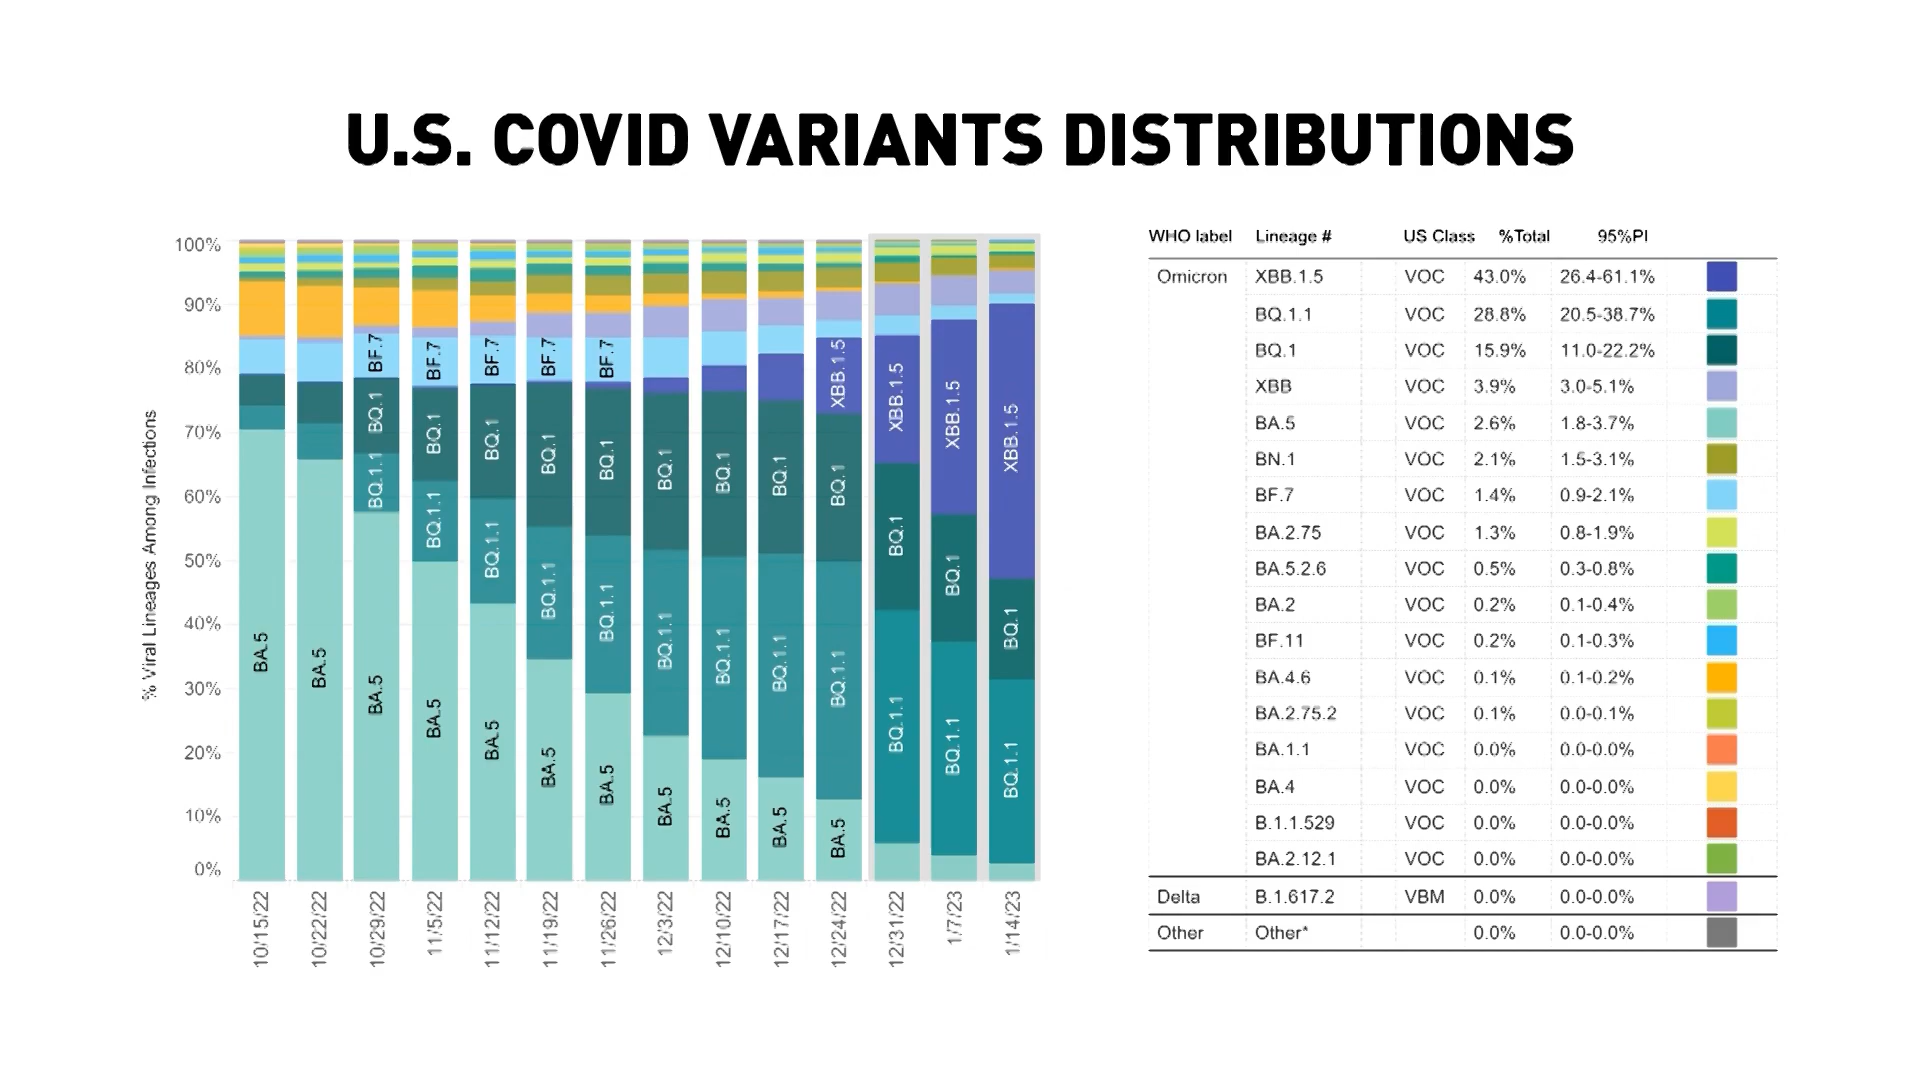 U.S. COVID VARIANTS DISTRIBUTIONS
% Viral Lineages Among Infections
100%
90%
80%
70%
60%
50%
40%
30%
20%
10%
0%
BA.5
BA.5
BF.7
BQ.1
BQ.1.1
BA.5
BF.7
BQ.1
BQ.1.1
BA.5
BF.7
BQ.1
BQ.1.1
BA.5
BF.7
BQ.1
BQ.1.1
BA.5
BF.7
BQ.1
BQ.1.1
BA.5
BQ.1
BQ.1.1
BA.5
BQ.1
BQ.1.1
BA.5
BQ.1
BQ.1.1
BA.5
XBB.1.5
BQ.1
BQ.1.1
BA.5
XBB.1.5
BQ.1
BQ.1.1
XBB.1.5
BQ.1
BQ.1.1
XBB.1.5
BQ.1
BQ.1.1
10/15/22
10/22/22
10/29/22
11/5/22
11/12/22
11/19/22
11/26/22
12/3/22
12/10/22
12/17/22
12/24/22
12/31/22
1/7/23
1/14/23
WHO label Lineage # US Class %Total 95%PI
Omicron XBB.1.5 VOC 43.0% 26.4-61.1%
BQ.1.1 VOC 28.8% 20.5-38.7%
BQ.1 VOC 15.9% 11.0-22.2%
XBB VOC 3.9% 3.0-5.1%
BA.5 VOC 2.6% 1.8-3.7%
BN.1 VOC 2.1% 1.5-3.1%
BF.7 VOC 1.4% 0.9-2.1%
BA.2.75 VOC 1.3% 0.8-1.9%
BA.5.2.6 VOC 0.5% 0.3-0.8%
BA.2 VOC 0.2% 0.1-0.4%
BF.11 VOC 0.2% 0.1-0.3%
BA.4.6 VOC 0.1% 0.1-0.2%
BA.2.75.2 VOC 0.1% 0.0-0.1%
BA.1.1 VOC 0.0% 0.0-0.0%
BA.4 VOC 0.0% 0.0-0.0%
B.1.1.529 VOC 0.0% 0.0-0.0%
BA.2.12.1 VOC 0.0% 0.0-0.0%
Delta B.1.617.2 VBM 0.0% 0.0-0.0%
Other Other* 0.0% 0.0-0.0%